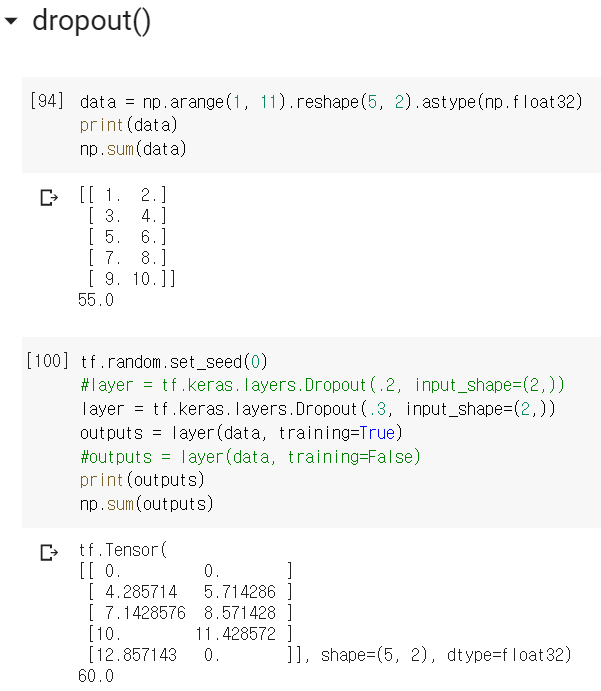 dropout()
[94] data = np.arange(1, 11).reshape(5, 2).astype(np.float32)
print(data)
np.sum(data)
[[ 1.  2.]
 [ 3.  4.]
 [ 5.  6.]
 [ 7.  8.]
 [ 9. 10.]]
55.0
[100] tf.random.set_seed(0)
#layer = tf.keras.layers.Dropout(.2, input_shape=(2,))
layer = tf.keras.layers.Dropout(.3, input_shape=(2,))
outputs = layer(data, training=True)
#outputs = layer(data, training=False)
print(outputs)
np.sum(outputs)
tf.Tensor(
[[ 0.         0.       ]
 [ 4.285714   5.714286 ]
 [ 7.1428576  8.571428 ]
 [10.        11.428572 ]
 [12.857143   0.       ]], shape=(5, 2), dtype=float32)
60.0